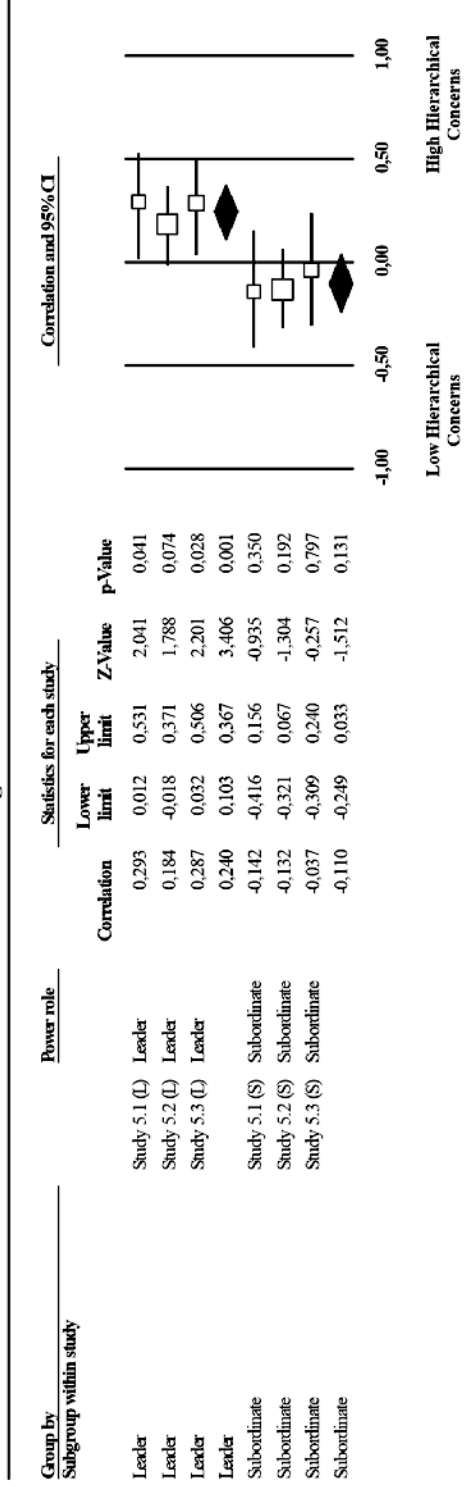 Group by Power role Statistics for each study Correlation and 95% CI
Subgroup within study
Correlation Lower limit Upper limit Z-Value p-Value
Leader Study 5.1 (L) Leader 0,293 0,012 0,531 2,041 0,041
Leader Study 5.2 (L) Leader 0,184 -0,018 0,371 1,788 0,074
Leader Study 5.3 (L) Leader 0,287 0,032 0,506 2,201 0,028
Leader 0,240 0,103 0,367 3,406 0,001
Subordinate Study 5.1 (S) Subordinate -0,142 -0,416 0,156 -0,935 0,350
Subordinate Study 5.2 (S) Subordinate -0,132 -0,321 0,067 -1,304 0,192
Subordinate Study 5.3 (S) Subordinate -0,037 -0,309 0,240 -0,257 0,797
Subordinate -0,110 -0,249 0,033 -1,512 0,131
-1,00 -0,50 0,00 0,50 1,00
Low Hierarchical Concerns
High Hierarchical Concerns